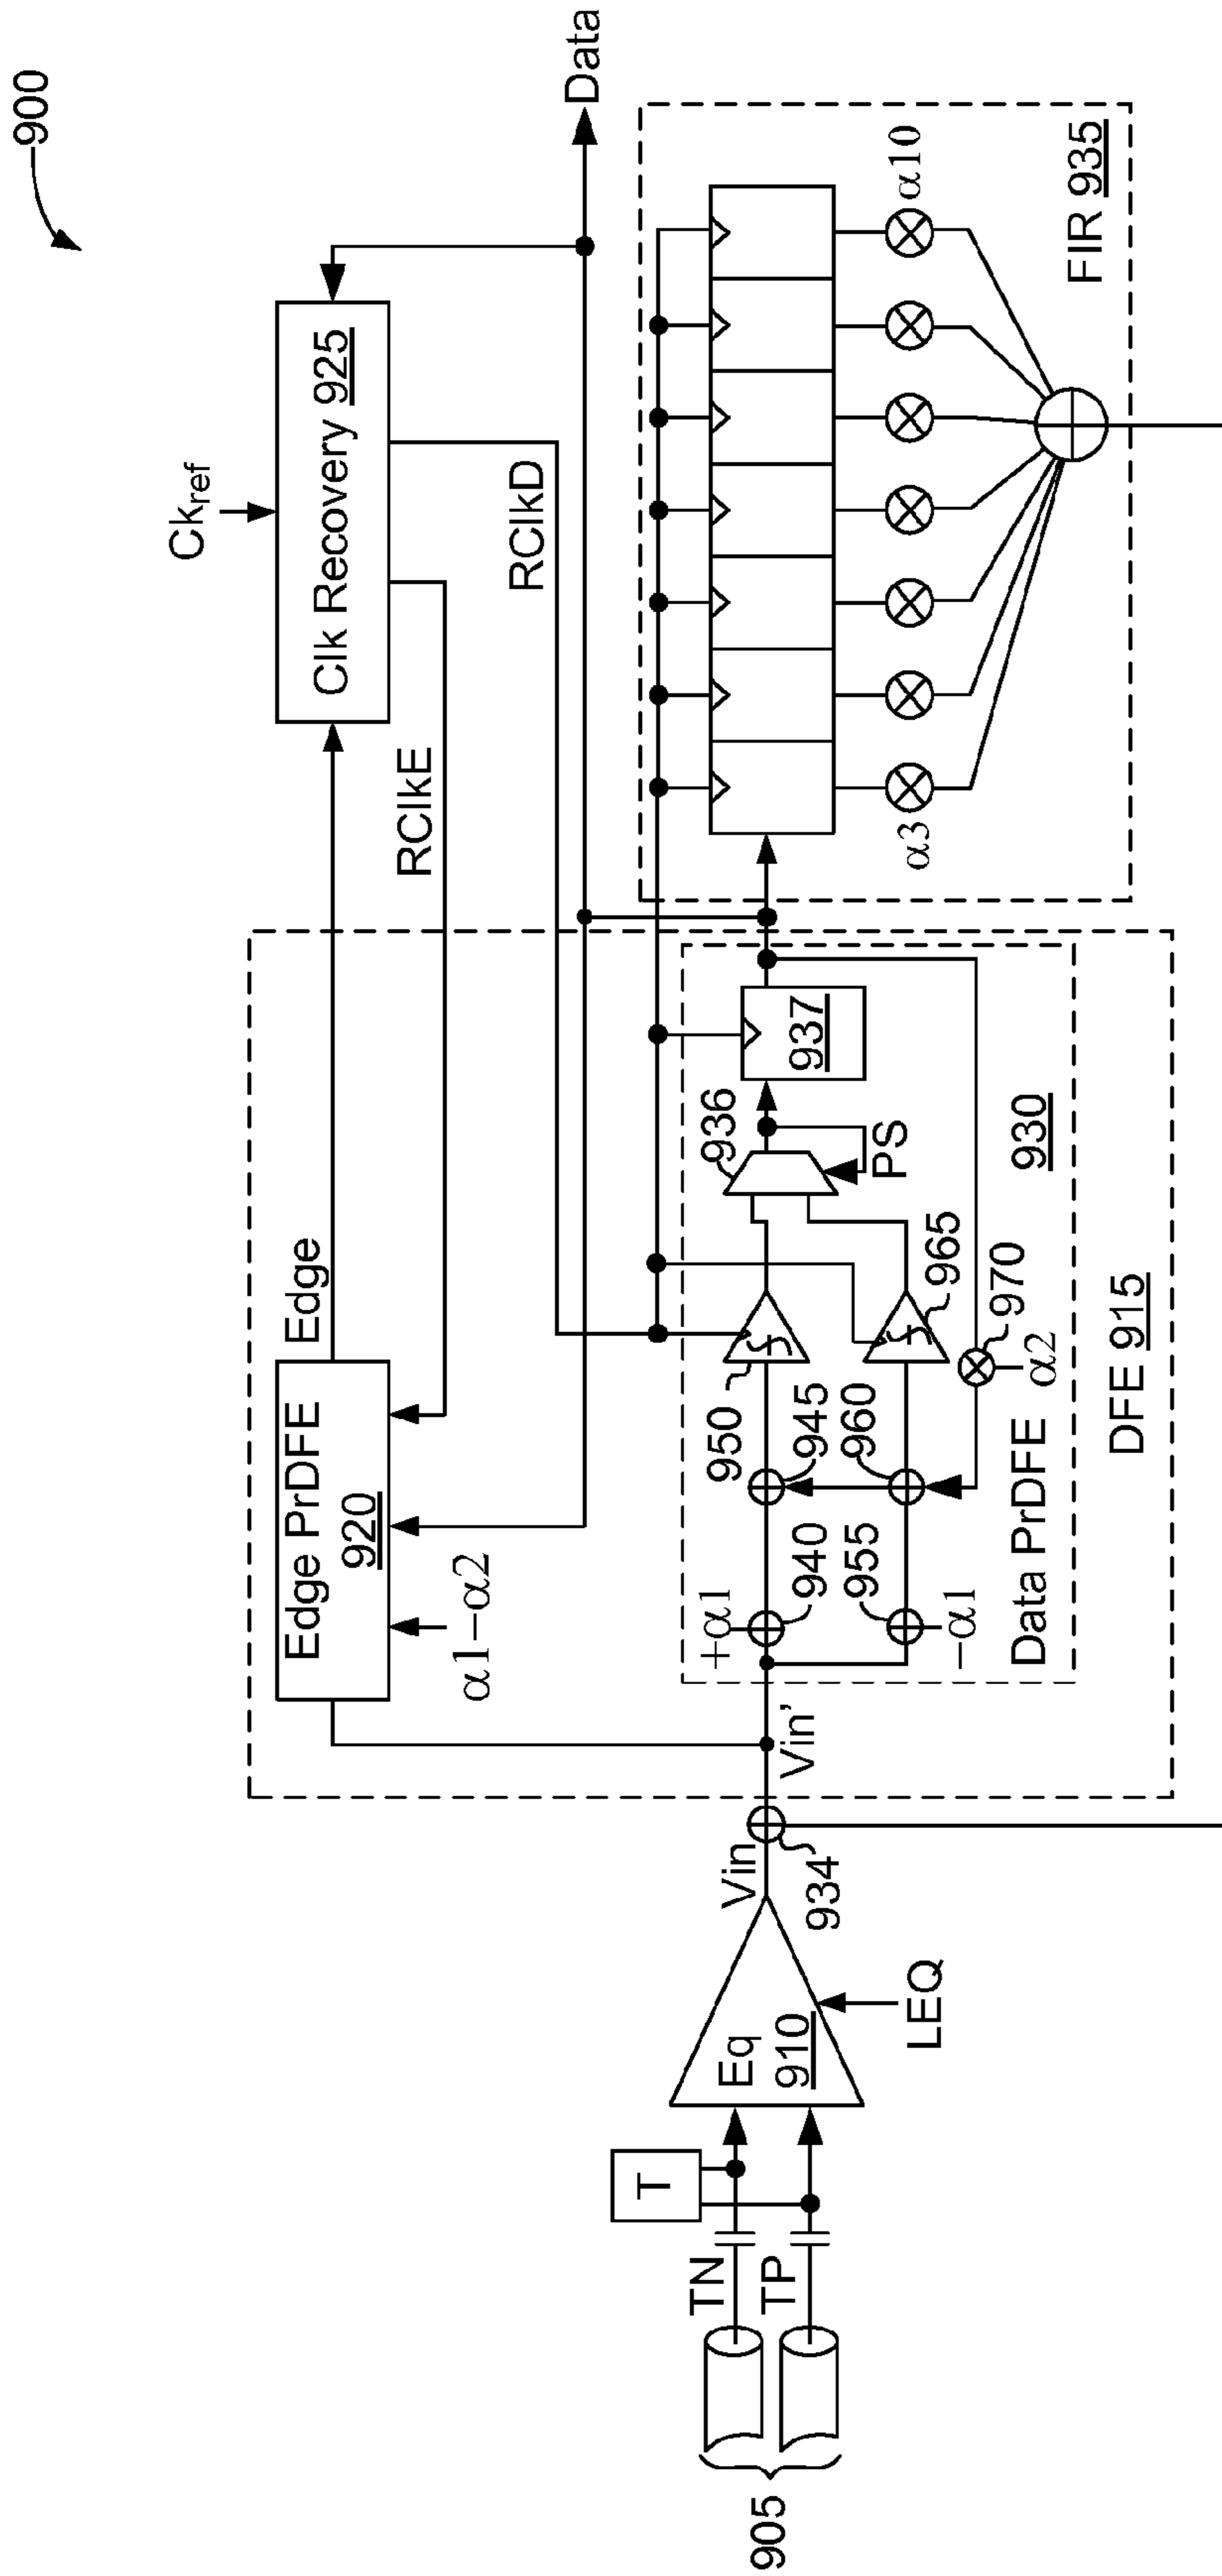 900
Ck_ref
Clk Recovery 925
Edge
Edge PrDFE
920
α1–α2
RClkE
RClkD
Data
905
TN
TP
T
Eq
910
LEQ
Vin
934
Vin'
+α1
940
955
–α1
950
945
960
965
970
α2
936
PS
937
Data PrDFE 930
DFE 915
α3
α10
FIR 935